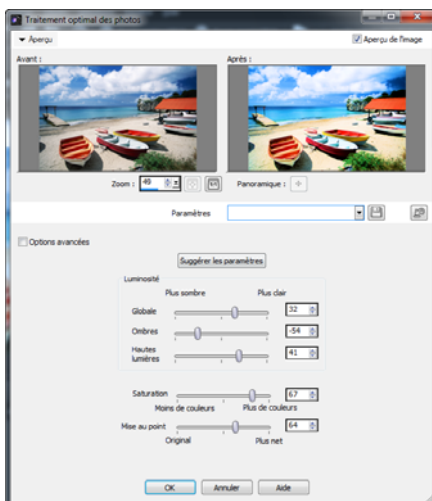 Traitement optimal des photos
Aperçu
Aperçu de l'image
Avant :
Après :
Zoom : 49
1:1
Panoramique :
Paramètres
Options avancées
Suggérer les paramètres
Luminosité
Plus sombre Plus clair
Globale 32
Ombres -54
Hautes lumières 41
Saturation 67
Moins de couleurs Plus de couleurs
Mise au point 64
Original Plus net
OK Annuler Aide